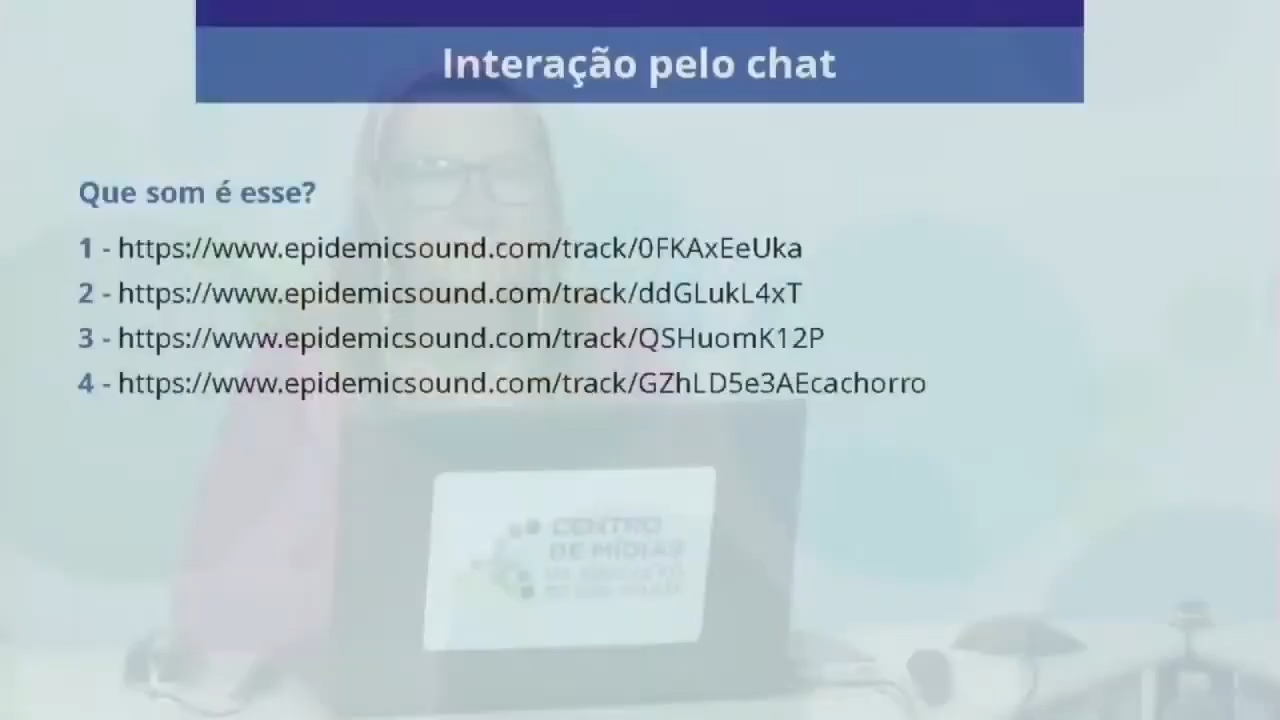 Interação pelo chat
Que som é esse?
1 - https://www.epidemicsound.com/track/0FKAxEeUka
2 - https://www.epidemicsound.com/track/ddGLukL4xT
3 - https://www.epidemicsound.com/track/QSHuomK12P
4 - https://www.epidemicsound.com/track/GZhLD5e3AEcachorro
CENTRO
DE MÍDIAS